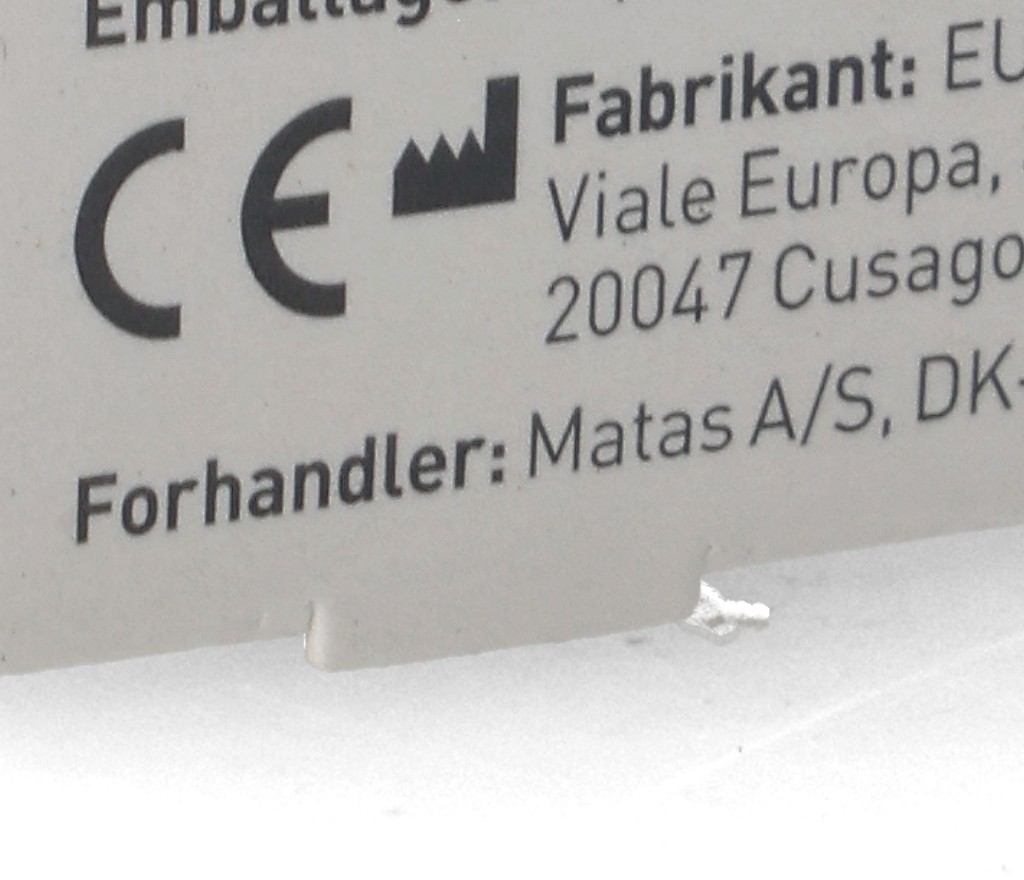 CE Fabrikant: EU
Viale Europa,
20047 Cusago
Forhandler: Matas A/S, DK-